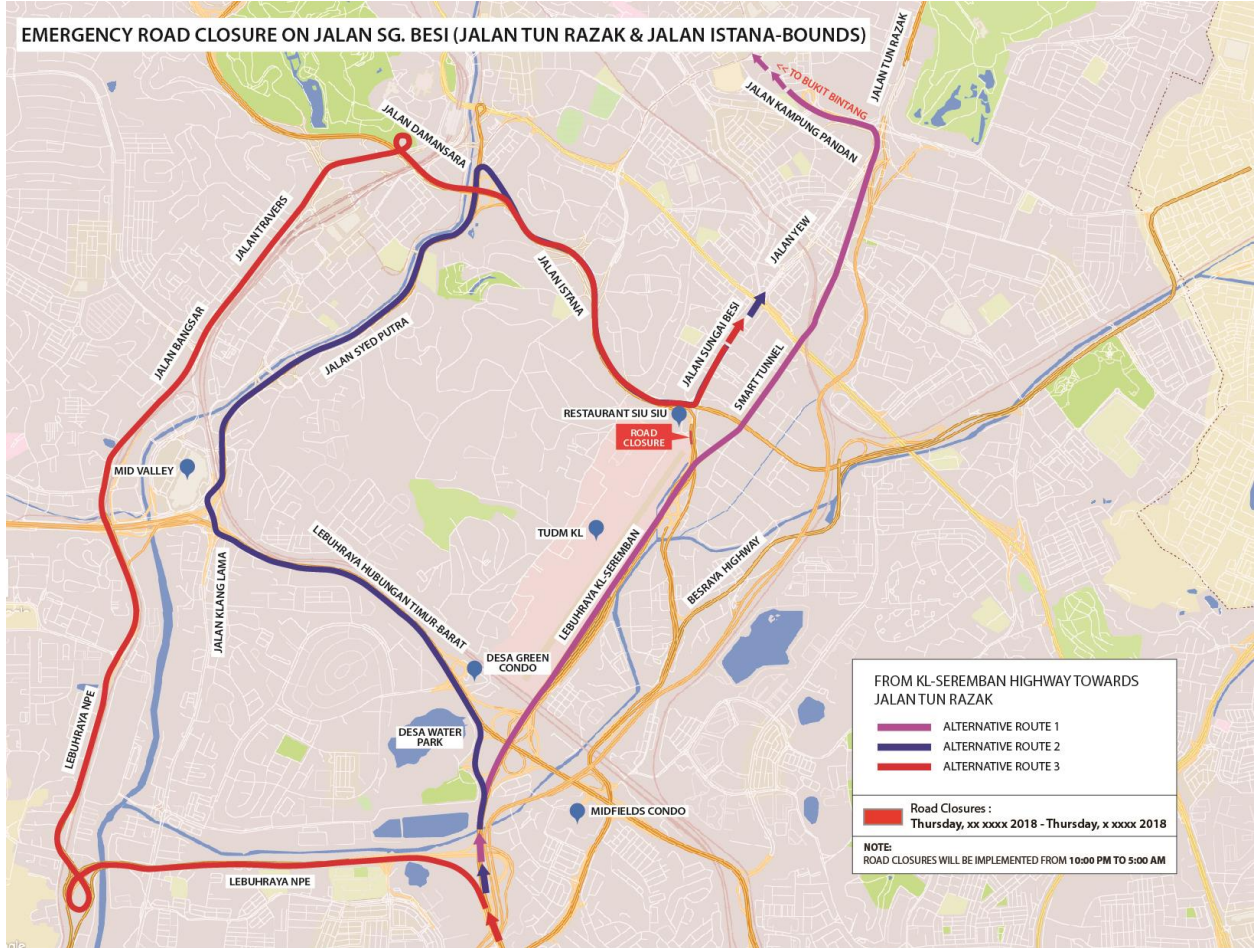 EMERGENCY ROAD CLOSURE ON JALAN SG. BESI (JALAN TUN RAZAK & JALAN ISTANA-BOUNDS)
JALAN TUN RAZAK
<< TO BUKIT BINTANG
JALAN KAMPUNG PANDAN
JALAN DAMANSARA
JALAN TRAVERS
JALAN YEW
JALAN ISTANA
JALAN BANGSAR
JALAN SYED PUTRA
JALAN SUNGAI BESI
SMART TUNNEL
RESTAURANT SIU SIU
ROAD
CLOSURE
MID VALLEY
TUDM KL
LEBUHRAYA HUBUNGAN TIMUR-BARAT
LEBUHRAYA KL-SEREMBAN
BESRAYA HIGHWAY
JALAN KLANG LAMA
DESA GREEN
CONDO
LEBUHRAYA NPE
DESA WATER
PARK
MIDFIELDS CONDO
LEBUHRAYA NPE
FROM KL-SEREMBAN HIGHWAY TOWARDS
JALAN TUN RAZAK
ALTERNATIVE ROUTE 1
ALTERNATIVE ROUTE 2
ALTERNATIVE ROUTE 3
Road Closures :
Thursday, xx xxxx 2018 - Thursday, x xxxx 2018
NOTE:
ROAD CLOSURES WILL BE IMPLEMENTED FROM 10:00 PM TO 5:00 AM